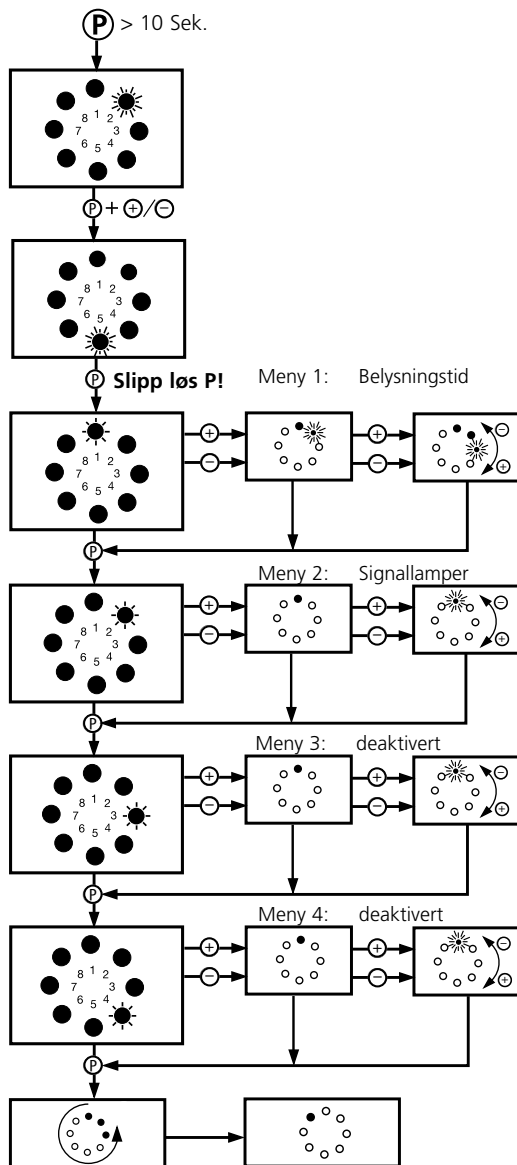 P > 10 Sek.
8 1 2
7 3
6 5 4
P + + / −
8 1 2
7 3
6 5 4
P Slipp løs P! Meny 1: Belysningstid
8 1 2
7 3
6 5 4
+ + −
− − +
P
Meny 2: Signallamper
8 1 2
7 3
6 5 4
+ + −
− − +
P
Meny 3: deaktivert
8 1 2
7 3
6 5 4
+ + −
− − +
P
Meny 4: deaktivert
8 1 2
7 3
6 5 4
+ + −
− − +
P